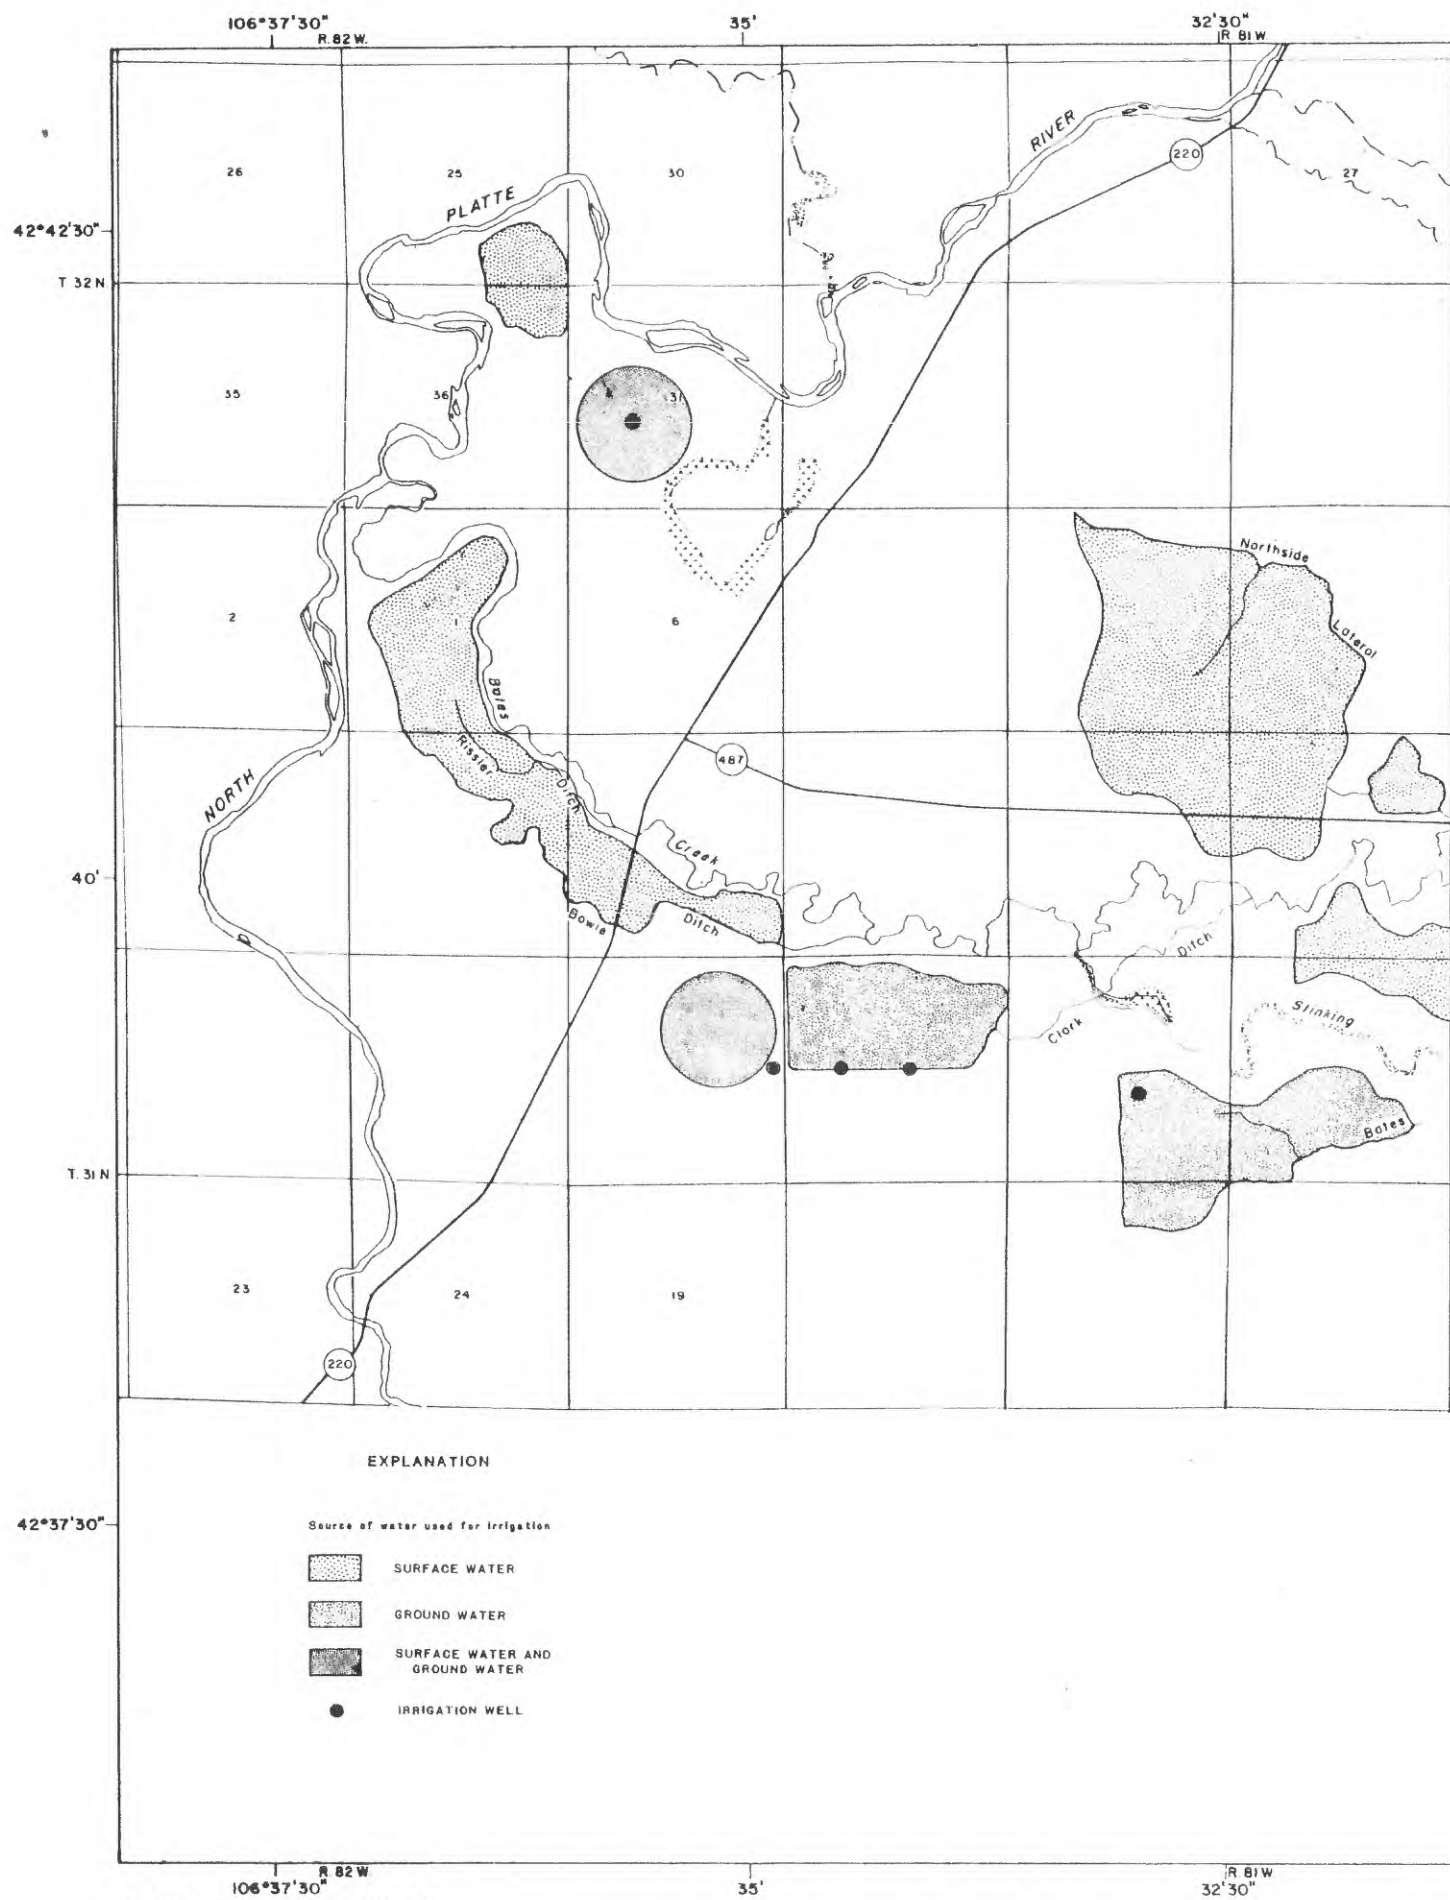 106°37'30" 35' 32'30"
R. 82 W. R 81 W
RIVER
220
26 25 30 27
PLATTE
42°42'30"
T 32 N
35 36 31
Northside
2 1 6
Lateral
Bates
Rissler
487
NORTH
Ditch
Creek
40'
Bowie Ditch
Ditch
Clark
Stinking
Bates
T. 31 N
23 24 19
220
EXPLANATION
42°37'30"
Source of water used for irrigation
SURFACE WATER
GROUND WATER
SURFACE WATER AND
GROUND WATER
IRRIGATION WELL
R. 82 W. R. 81 W
106°37'30" 35' 32'30"